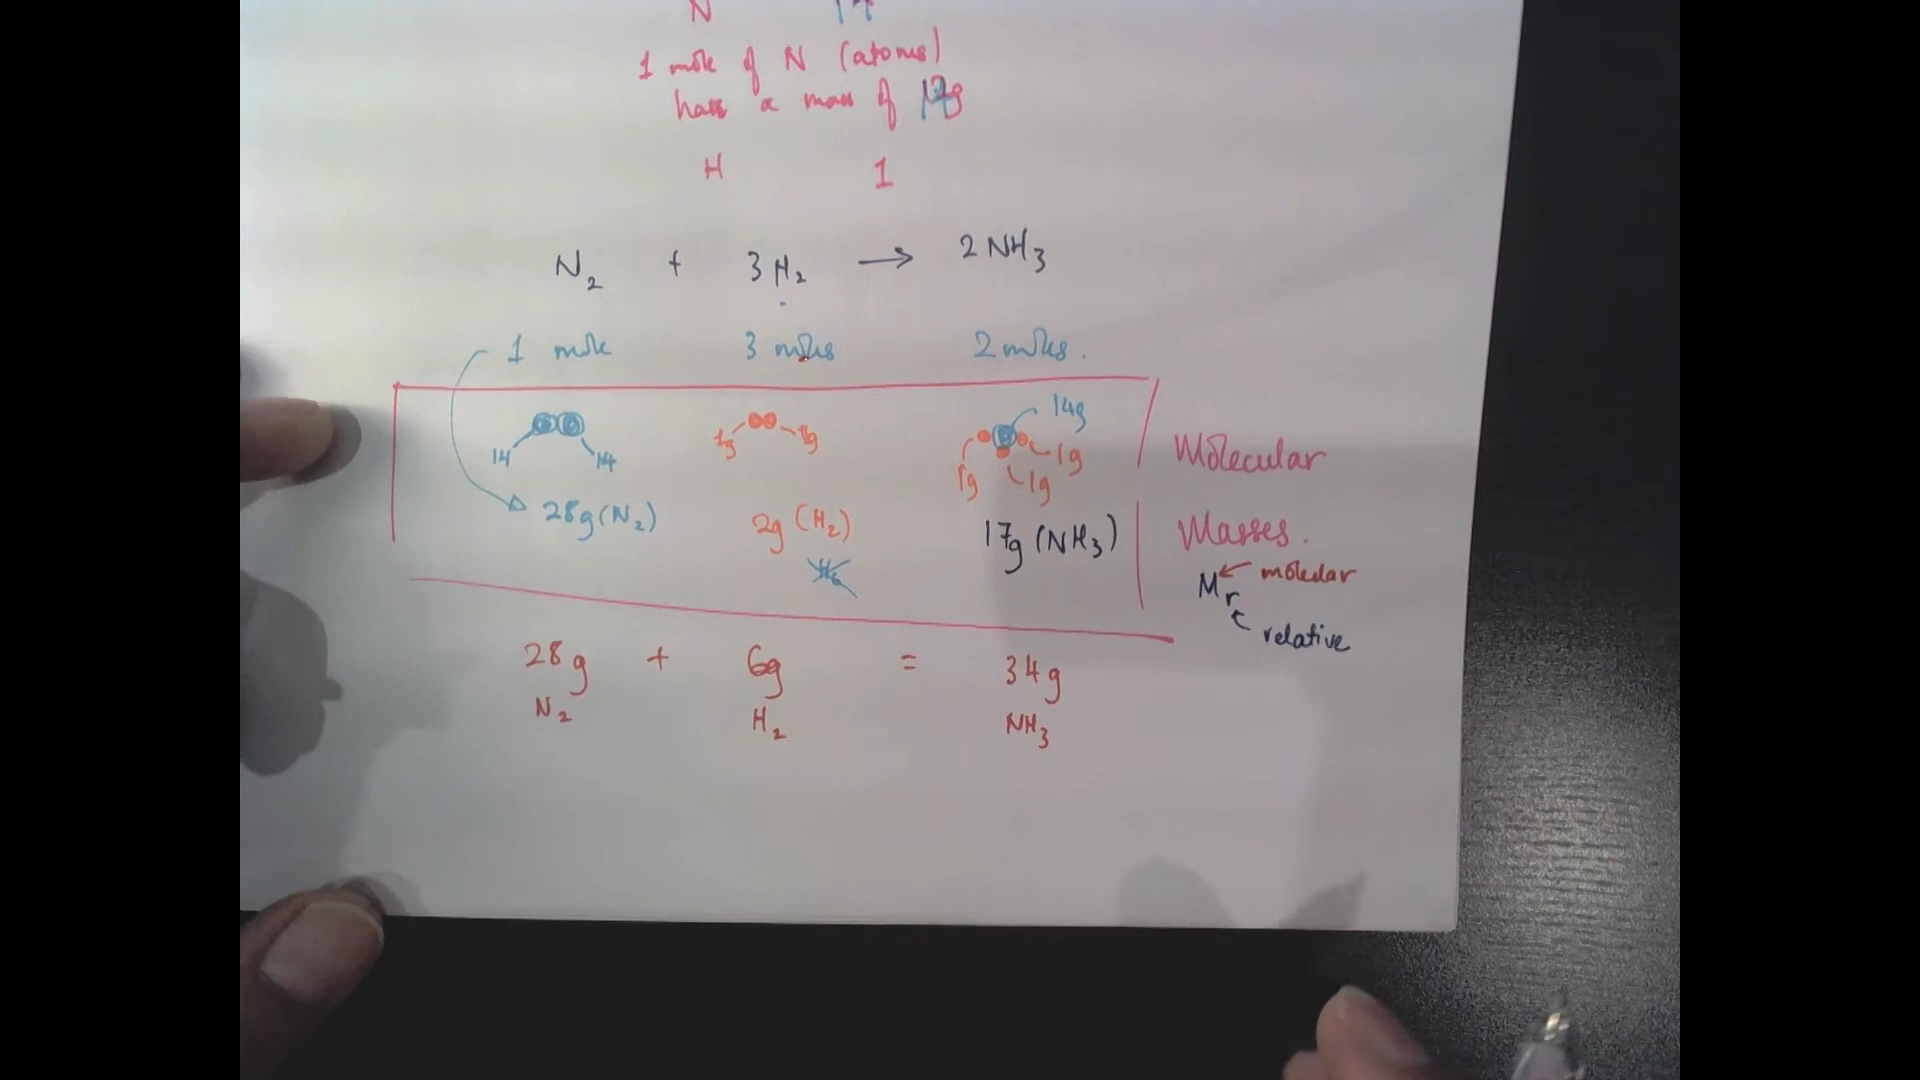 N 14
1 mole of N (atoms)
has a mass of
H 1
N₂ + 3H₂ → 2NH₃
1 mole 3 moles 2 moles.
14g
14 14 1g 1g 1g 1g 1g
28g(N₂) 2g (H₂) 17g (NH₃)
28g + 6g = 34g
N₂ H₂ NH₃
Molecular
Masses.
Mr
molecular
relative